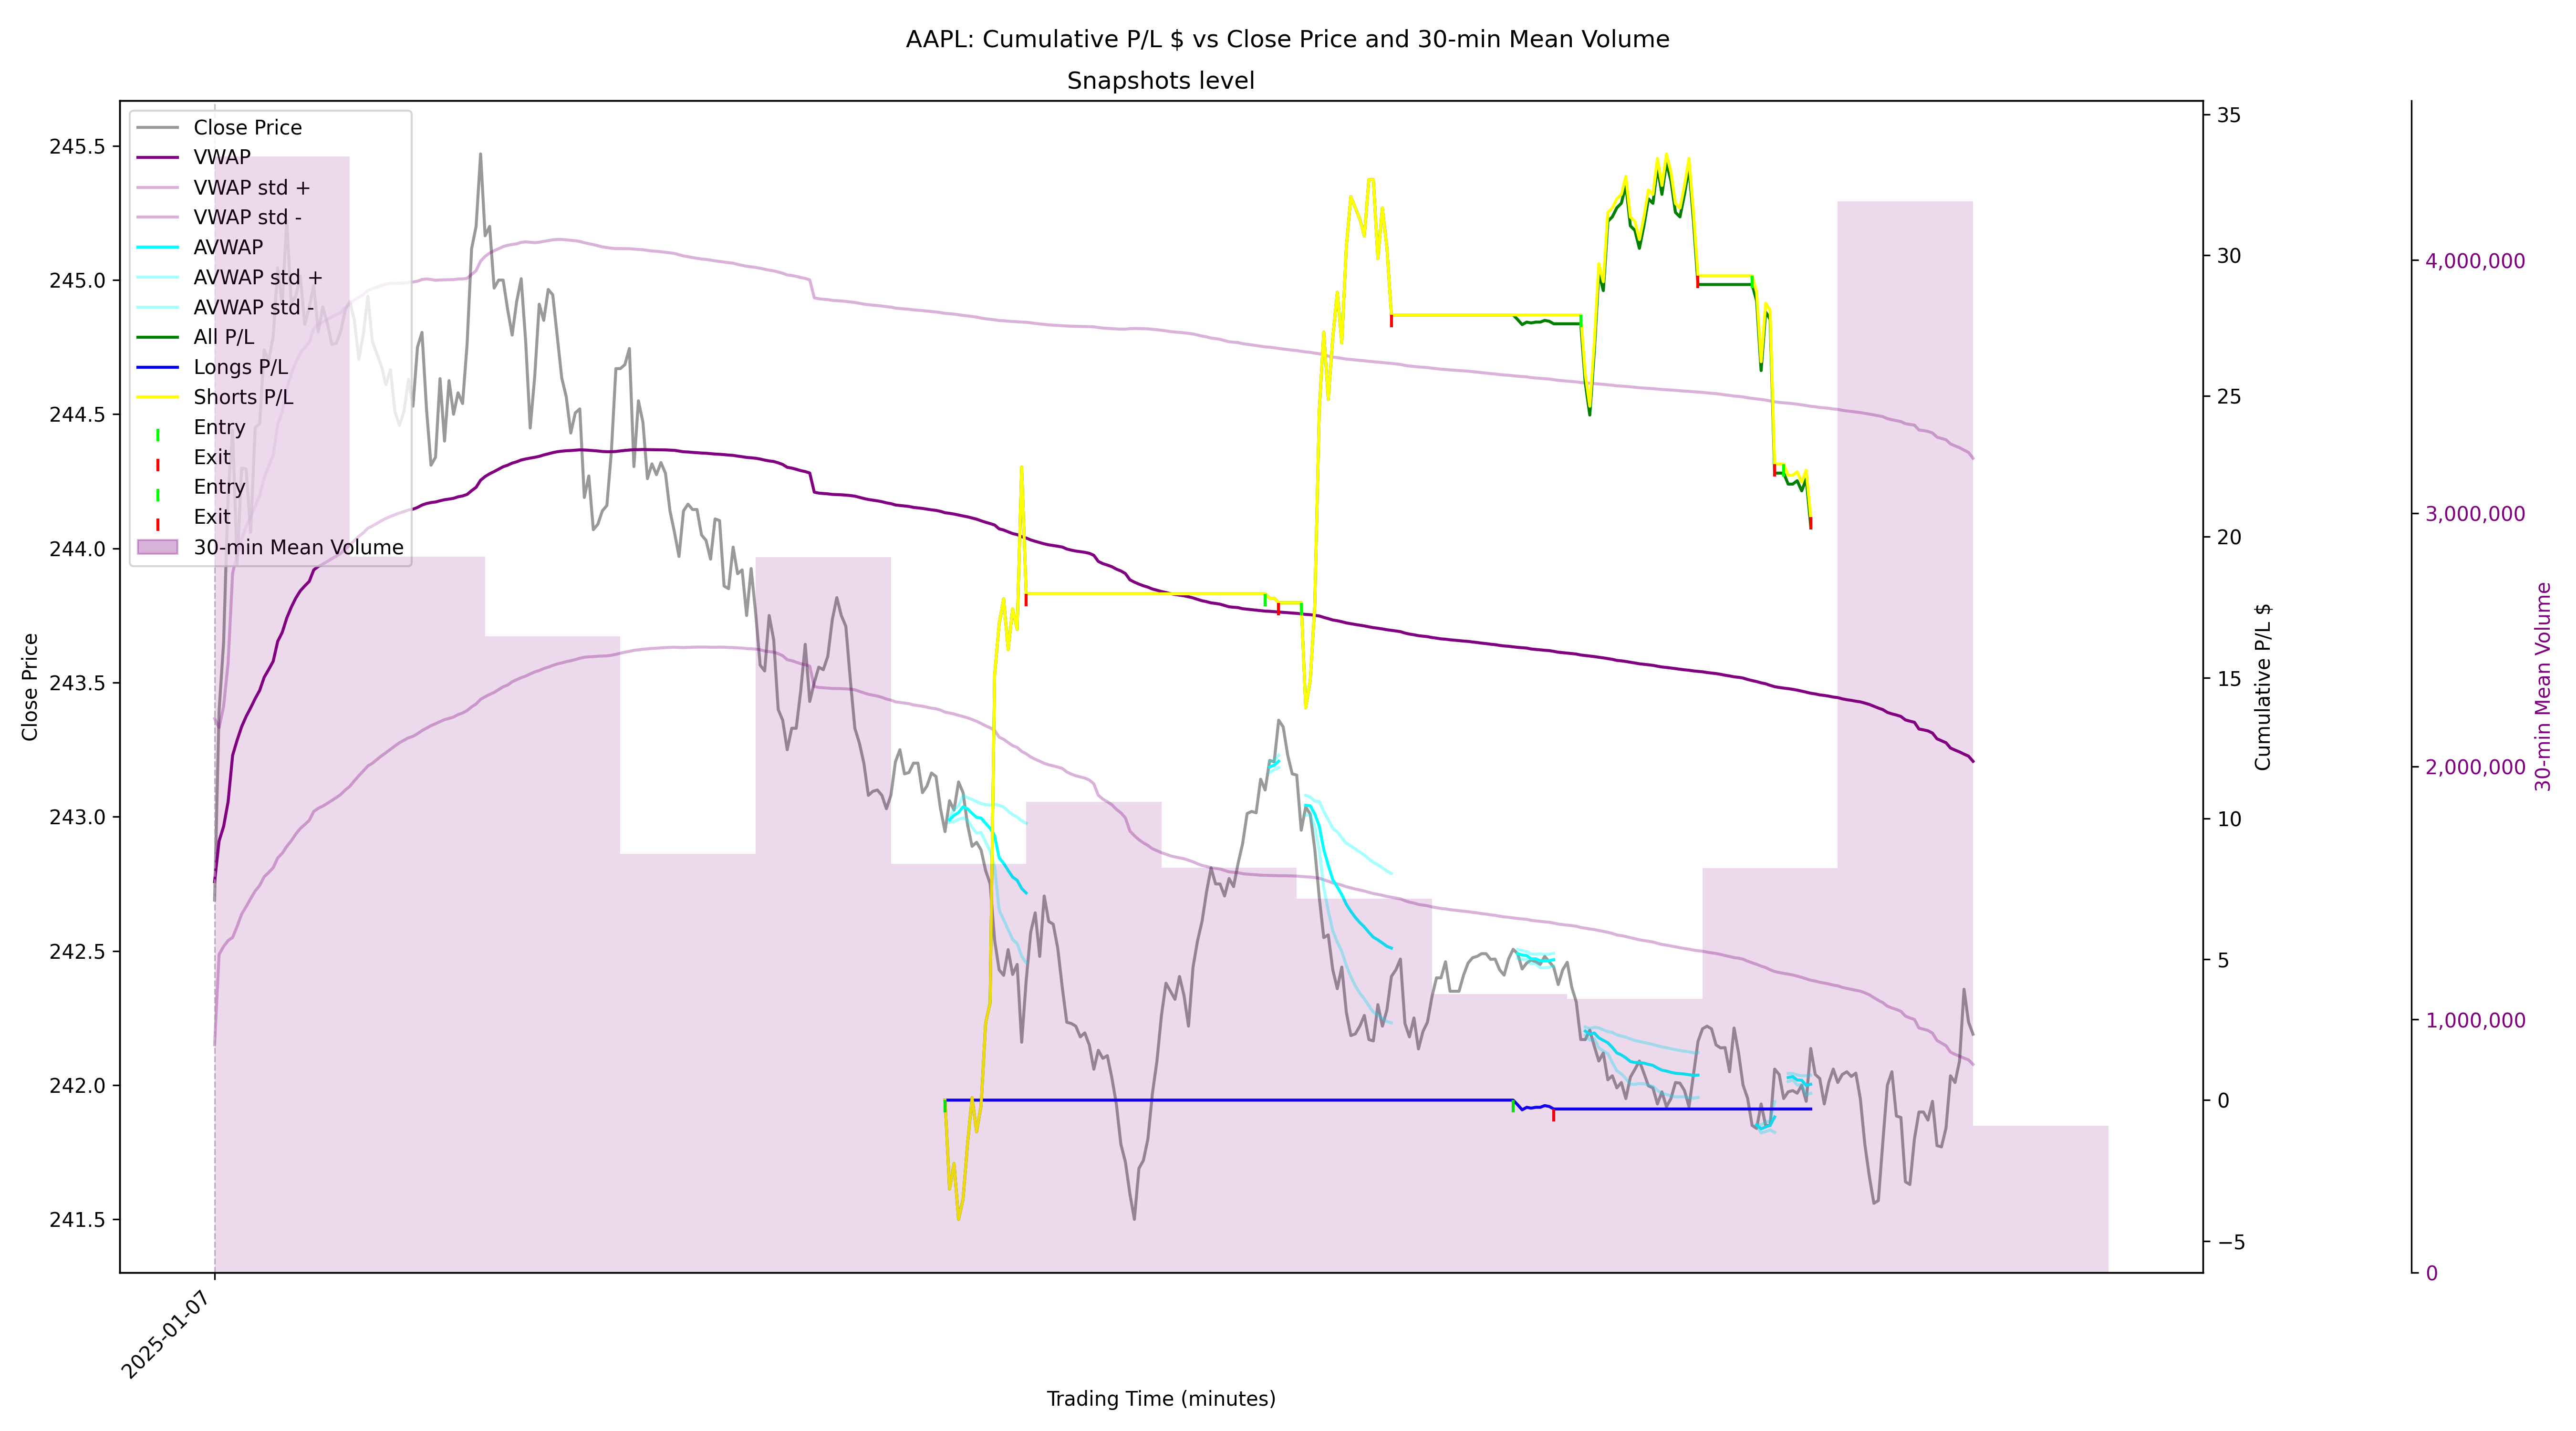 AAPL: Cumulative P/L $ vs Close Price and 30-min Mean Volume
Snapshots level
Close Price
VWAP
VWAP std +
VWAP std -
AVWAP
AVWAP std +
AVWAP std -
All P/L
Longs P/L
Shorts P/L
Entry
Exit
Entry
Exit
30-min Mean Volume
245.5
245.0
244.5
244.0
243.5
243.0
242.5
242.0
241.5
Close Price
35
30
25
20
15
10
5
0
−5
Cumulative P/L $
4,000,000
3,000,000
2,000,000
1,000,000
0
30-min Mean Volume
2025-01-07
Trading Time (minutes)